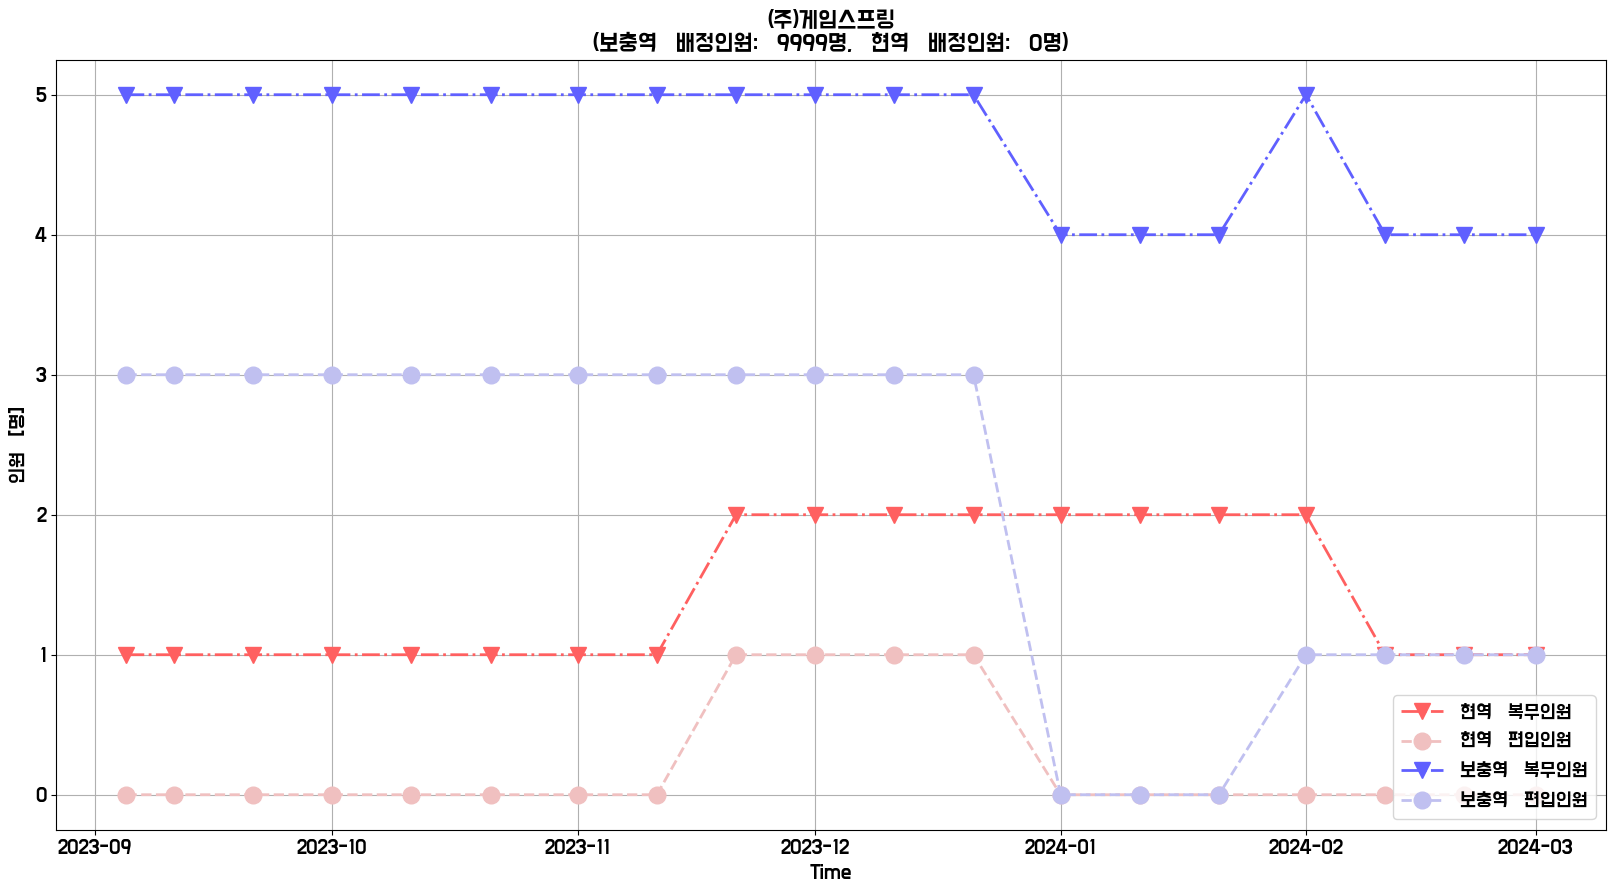 (주)게임스프링
(보충역 배정인원: 9999명, 현역 배정인원: 0명)
5
4
3
2
1
0
인원 [명]
2023-09
2023-10
2023-11
2023-12
2024-01
2024-02
2024-03
Time
현역 복무인원
현역 편입인원
보충역 복무인원
보충역 편입인원